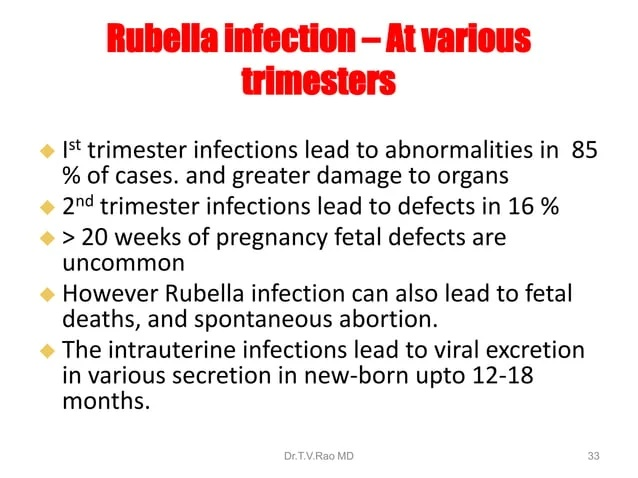 Rubella infection – At various
trimesters
◆ Ist trimester infections lead to abnormalities in  85
% of cases. and greater damage to organs
◆ 2nd trimester infections lead to defects in 16 %
◆ > 20 weeks of pregnancy fetal defects are
uncommon
◆ However Rubella infection can also lead to fetal
deaths, and spontaneous abortion.
◆ The intrauterine infections lead to viral excretion
in various secretion in new-born upto 12-18
months.
Dr.T.V.Rao MD
33